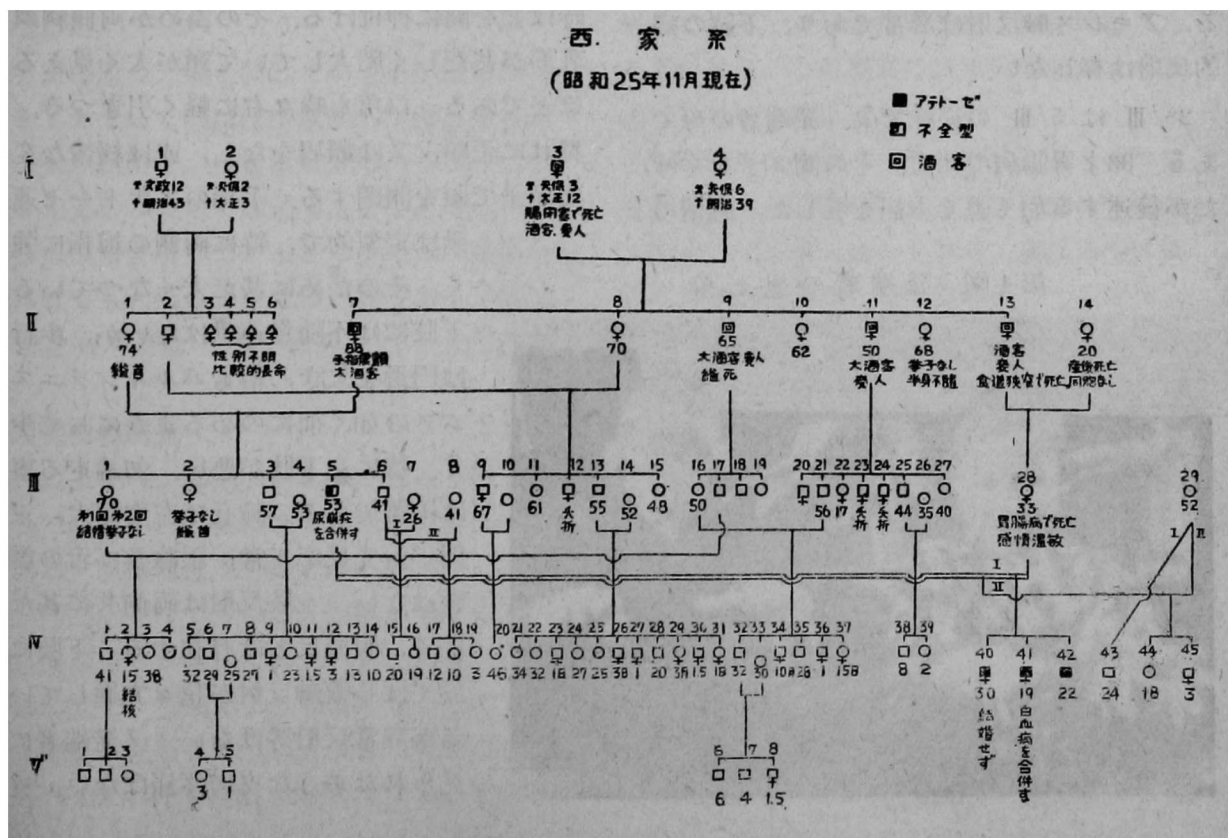 西 家 系
(昭和25年11月現在)
■ アテトーゼ
不全型
回 酒客
I
1 2 3 4
文政12
↑明治43
天保2
↑大正3
天保3
↑大正12
腸閉塞で死亡
酒客、変人
天保6
↑明治39
II
1 2 3 4 5 6 7 8 9 10 11 12 13 14
74
性別不明
比較的長命
88
手指震顫
大酒客
70
65
大酒客 変人
縊死
62
50
大酒客
変人
68
挙子なし
半身不随
酒客
変人
食道狭窄で死亡
20
産後死亡
同胞なし
III
1 2 3 4 5 6 7 8 9 10 11 12 13 14 15 16 17 18 19 20 21 22 23 24 25 26 27 28 29
70
第1回 第2回
結婚挙子なし
挙子なし
57 53
53
尿崩症
を合併す
41 26 41 67 61
夭折
55 52 48 50 56 17
夭折
夭折
44 35 40
33
胃腸病で死亡
感情温敏
52
I II
I II
I
II
IV
1 2 3 4 5 6 7 8 9 10 11 12 13 14 15 16 17 18 19 20 21 22 23 24 25 26 27 28 29 30 31 32 33 34 35 36 37 38 39 40 41 42 43 44 45
41 15 38 32 29 25 27 1 23 15 3 13 10 20 19 12 10 3 46 34 32 18 27 25 38 1 20
結核
18 32 30 28 1 8 2 30 19 22 24 18 3
結婚せず
白血病を合併す
V
2 3 4 5 6 7 8
3 1 6 4 1.5